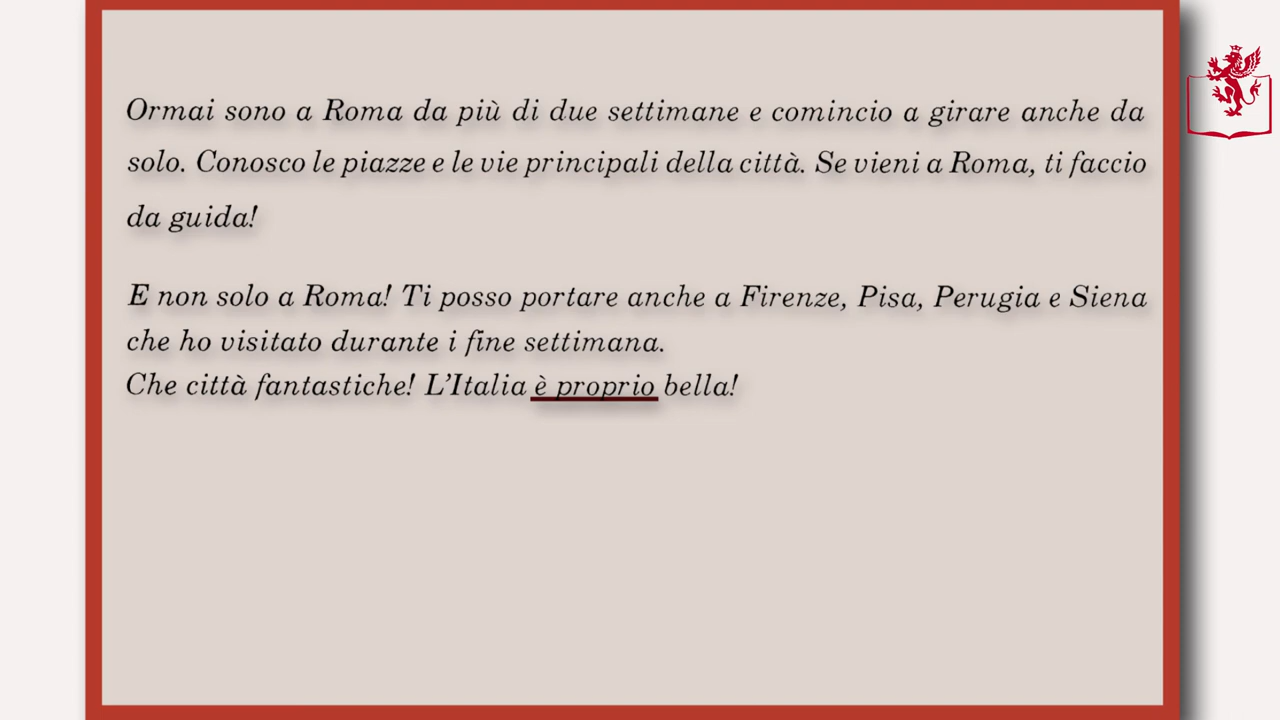 Ormai sono a Roma da più di due settimane e comincio a girare anche da
solo. Conosco le piazze e le vie principali della città. Se vieni a Roma, ti faccio
da guida!
E non solo a Roma! Ti posso portare anche a Firenze, Pisa, Perugia e Siena
che ho visitato durante i fine settimana.
Che città fantastiche! L’Italia è proprio bella!